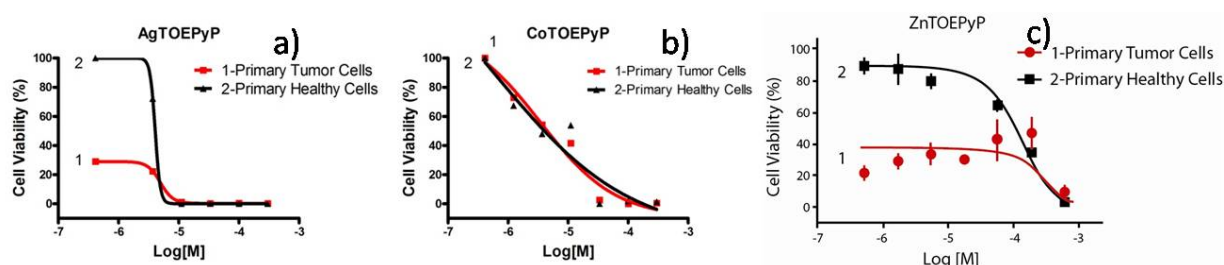 AgTOEPyP
a)
1-Primary Tumor Cells
2-Primary Healthy Cells
Cell Viability (%)
100
80
60
40
20
0
2
1
-7 -6 -5 -4 -3
Log[M]
CoTOEPyP
b)
1-Primary Tumor Cells
2-Primary Healthy Cells
Cell Viability (%)
100
80
60
40
20
0
1
2
-7 -6 -5 -4 -3
Log[M]
ZnTOEPyP
c)
1-Primary Tumor Cells
2-Primary Healthy Cells
Cell Viability (%)
100
80
60
40
20
0
2
1
-7 -6 -5 -4 -3
Log [M]